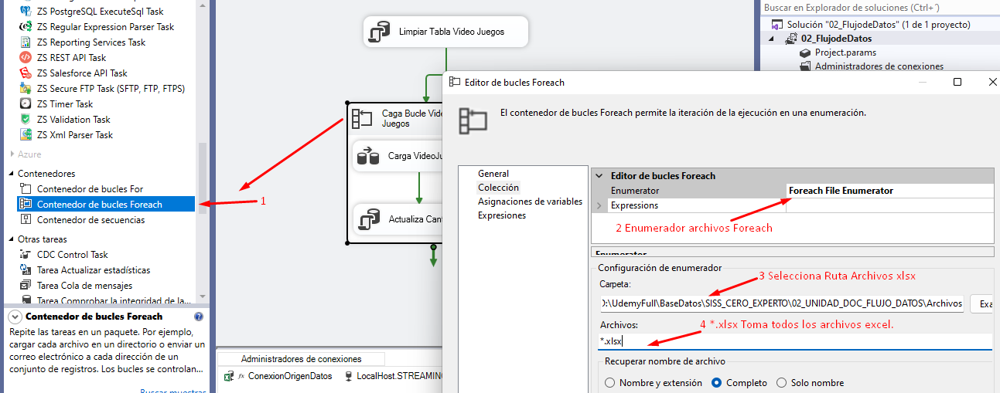 ZS PostgreSQL ExecuteSql Task
ZS Regular Expression Parser Task
ZS Reporting Services Task
ZS REST API Task
ZS Salesforce API Task
ZS Secure FTP Task (SFTP, FTP, FTPS)
ZS Timer Task
ZS Validation Task
ZS Xml Parser Task
Azure
Contenedores
Contenedor de bucles For
Contenedor de bucles Foreach
Contenedor de secuencias
Otras tareas
CDC Control Task
Tarea Actualizar estadísticas
Tarea Cola de mensajes
Tarea Comprobar la integridad de la...
Contenedor de bucles Foreach
Repite las tareas en un paquete. Por ejemplo,
cargar cada archivo en un directorio o enviar un
correo electrónico a cada dirección de un
conjunto de registros. Los bucles se controlan...
Buscar muestras
Limpiar Tabla Video Juegos
Caga Bucle Vide
Juegos
Carga VideoJu
Actualiza Can
1
Administradores de conexiones
fx ConexionOrigenDatos
LocalHost.STREAMING
Buscar en Explorador de soluciones (Ctrl+´)
Solución "02_FlujodeDatos" (1 de 1 proyecto)
02_FlujodeDatos
Project.params
Administradores de conexiones
Editor de bucles Foreach
El contenedor de bucles Foreach permite la iteración de la ejecución en una enumeración.
General
Colección
Asignaciones de variables
Expresiones
Editor de bucles Foreach
Enumerator Foreach File Enumerator
Expressions
2 Enumerador archivos Foreach
Enumerator
Configuración de enumerador
3 Selecciona Ruta Archivos xlsx
Carpeta:
D:\UdemyFull\BaseDatos\SISS_CERO_EXPERTO\02_UNIDAD_DOC_FLUJO_DATOS\Archivos
Exa
Archivos:
4 *.xlsx Toma todos los archivos excel.
*.xlsx
Recuperar nombre de archivo
Nombre y extensión Completo Solo nombre